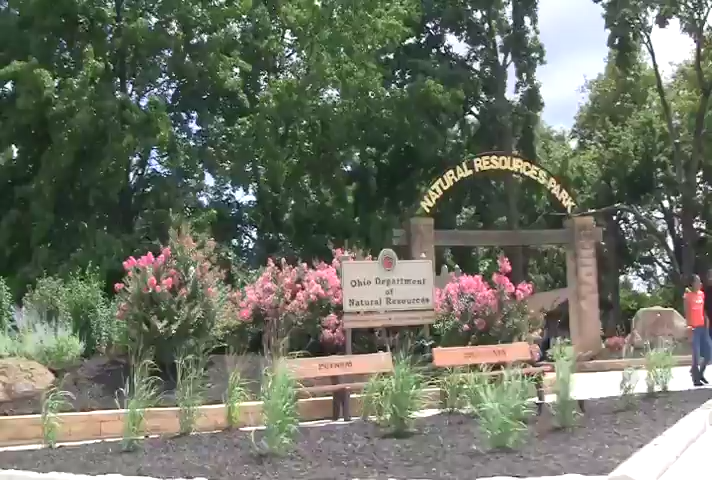 NATURAL RESOURCES PARK
Ohio Department
of
Natural Resources